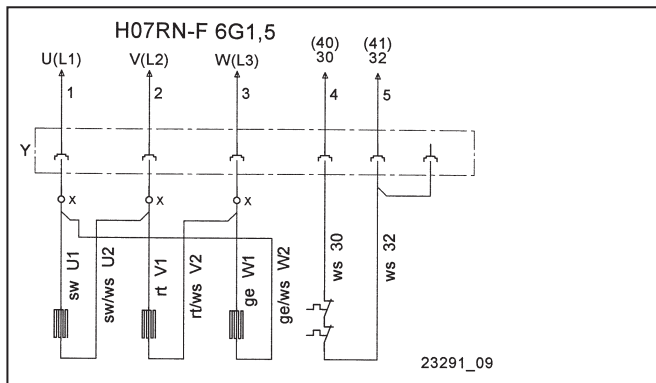 H07RN-F 6G1,5
U(L1) V(L2) W(L3) (40) (41)
30 32
1 2 3 4 5
Y
x x x
sw U1
sw/ws U2
rt V1
rt/ws V2
ge W1
ge/ws W2
ws 30
ws 32
23291_09